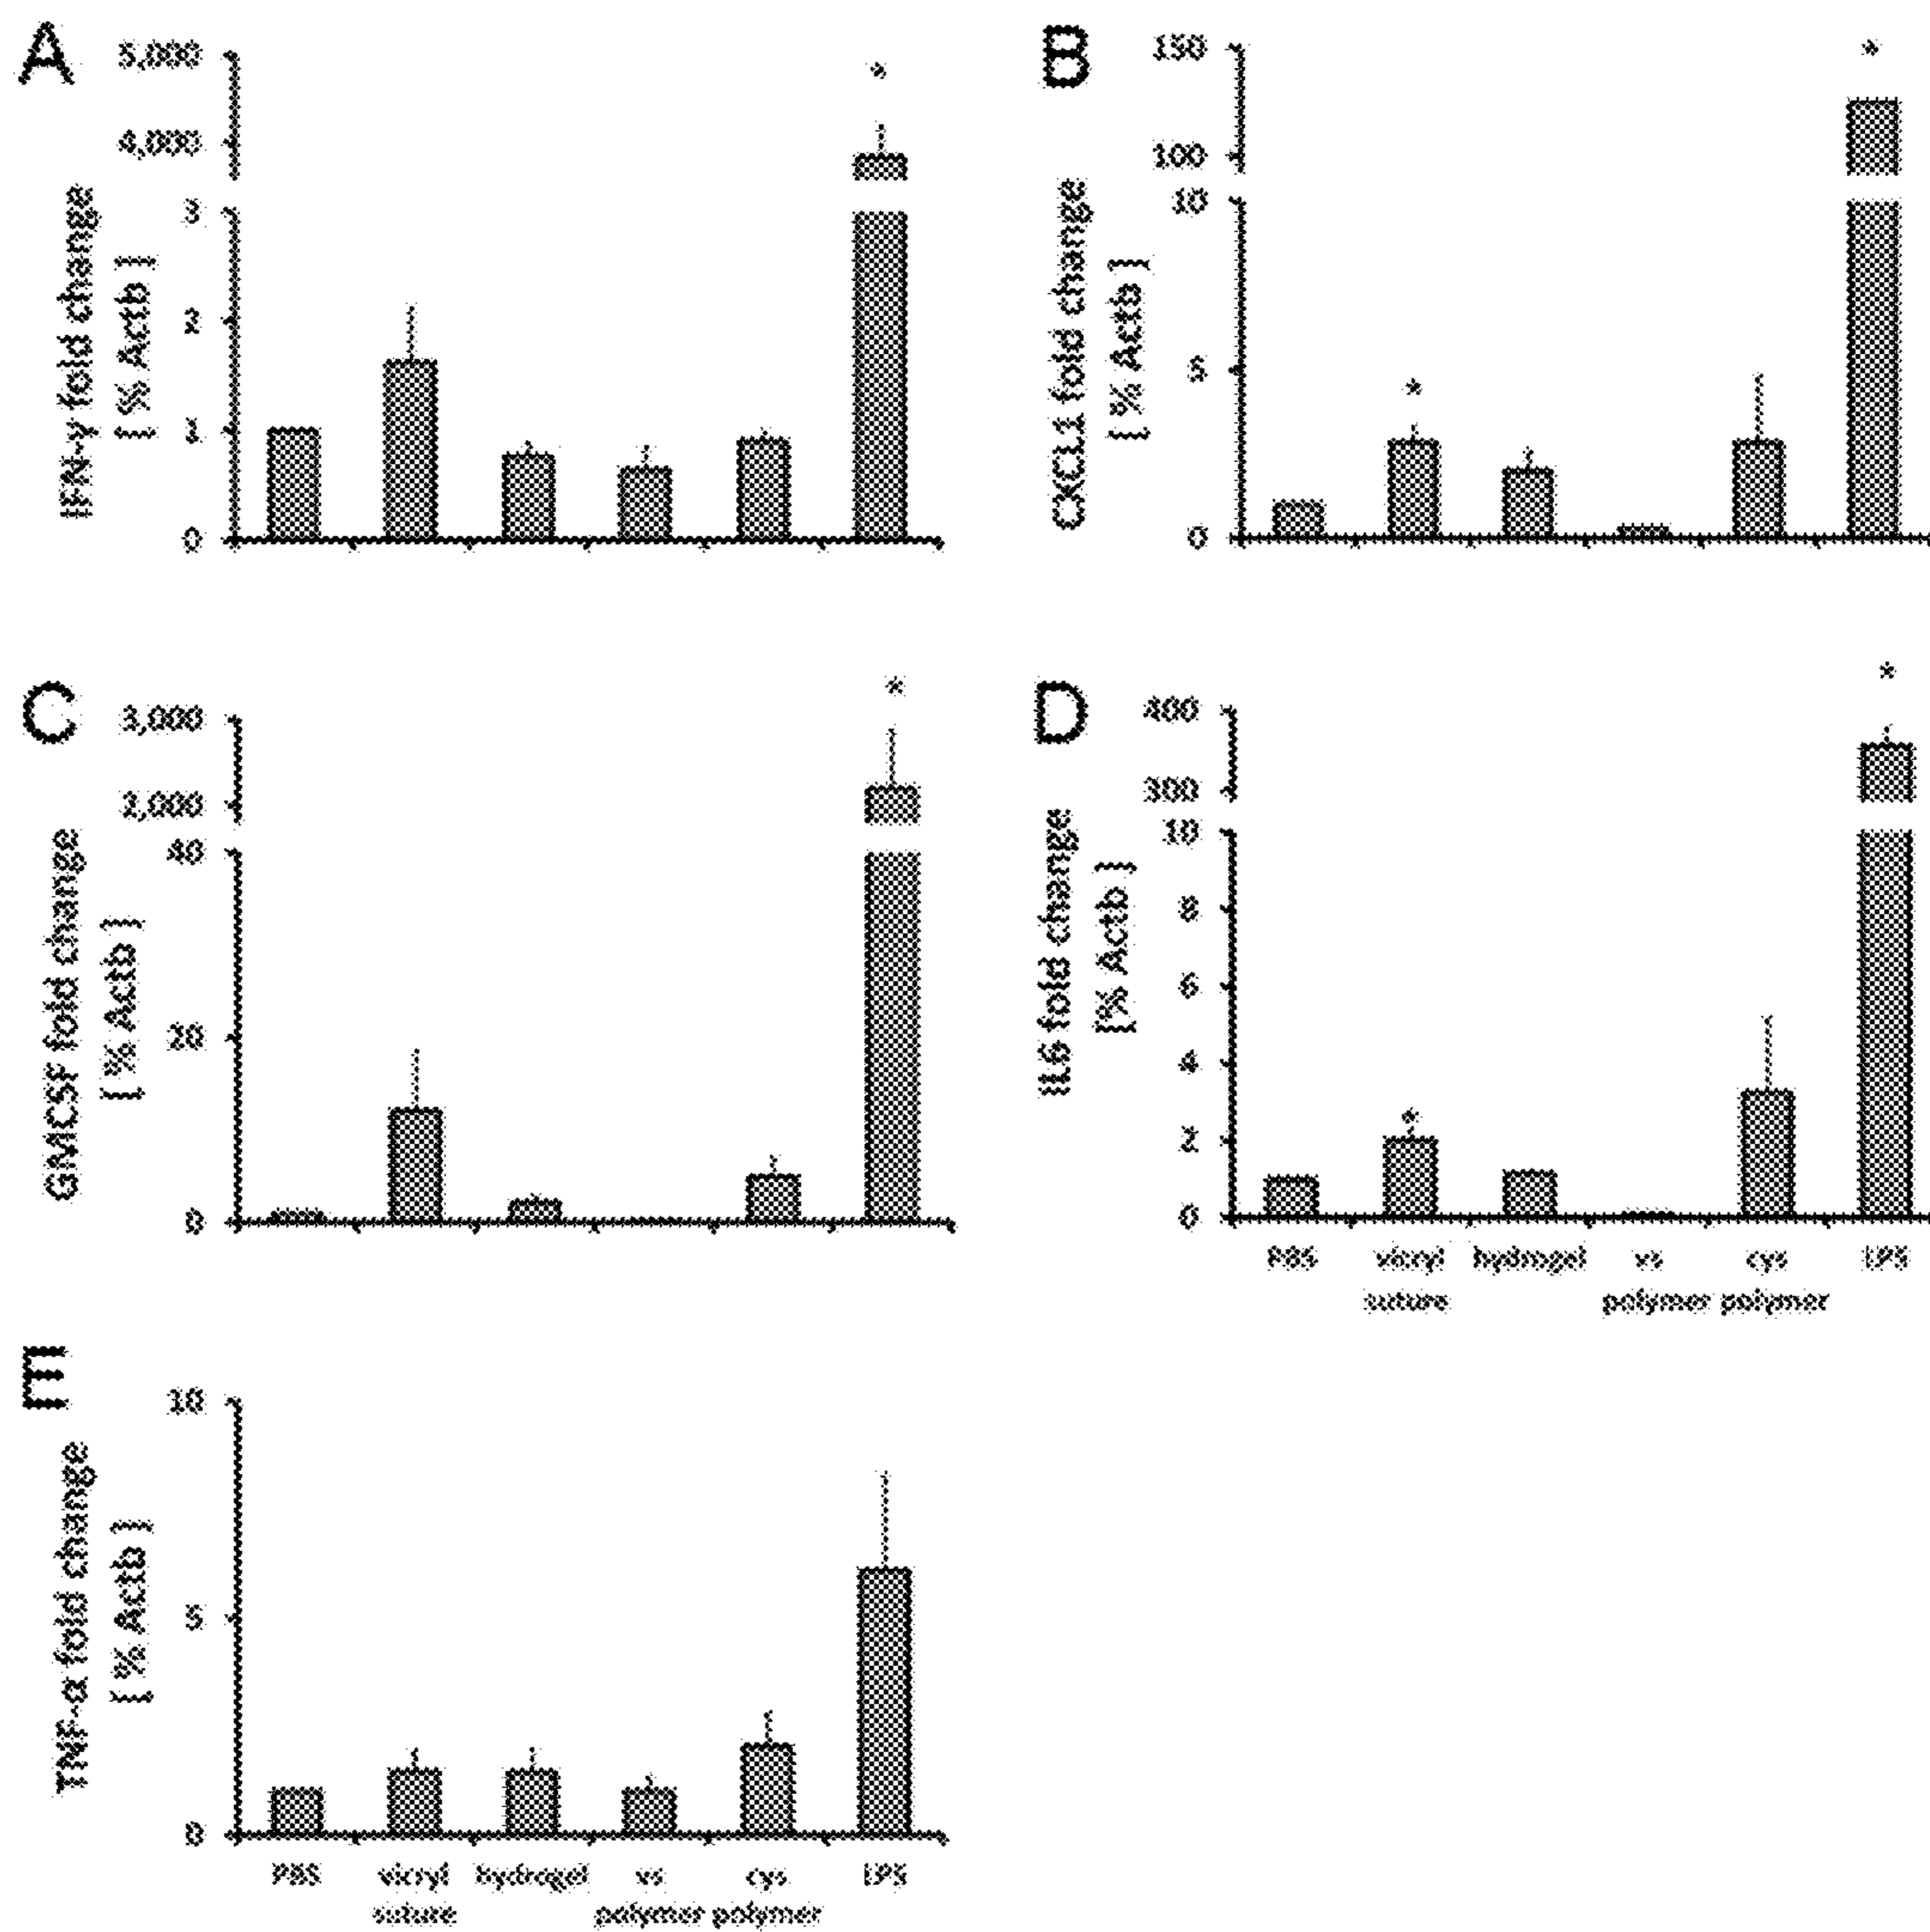 A
5,000
4,000
3
2
1
0
IFN-γ fold change
[ % Actb ]
*
B
150
100
10
5
0
CXCL1 fold change
[ % Actb ]
*
*
C
3,000
2,000
40
20
0
GMCSF fold change
[ % Actb ]
*
D
400
300
10
8
6
4
2
0
IL6 fold change
[% Actb ]
*
*
PBS vicryl hydrogel vs cys LPS
suture polymer polymer
E
10
5
0
TNF-α fold change
[ % Actb ]
PBS vicryl hydrogel vs cys LPS
suture polymer polymer